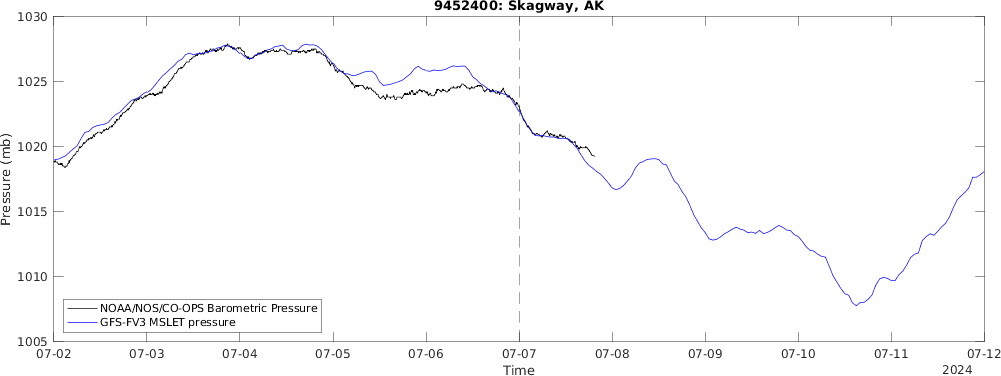 9452400: Skagway, AK
Pressure (mb)
1030
1025
1020
1015
1010
1005
NOAA/NOS/CO-OPS Barometric Pressure
GFS-FV3 MSLET pressure
07-02 07-03 07-04 07-05 07-06 07-07 07-08 07-09 07-10 07-11 07-12
Time
2024